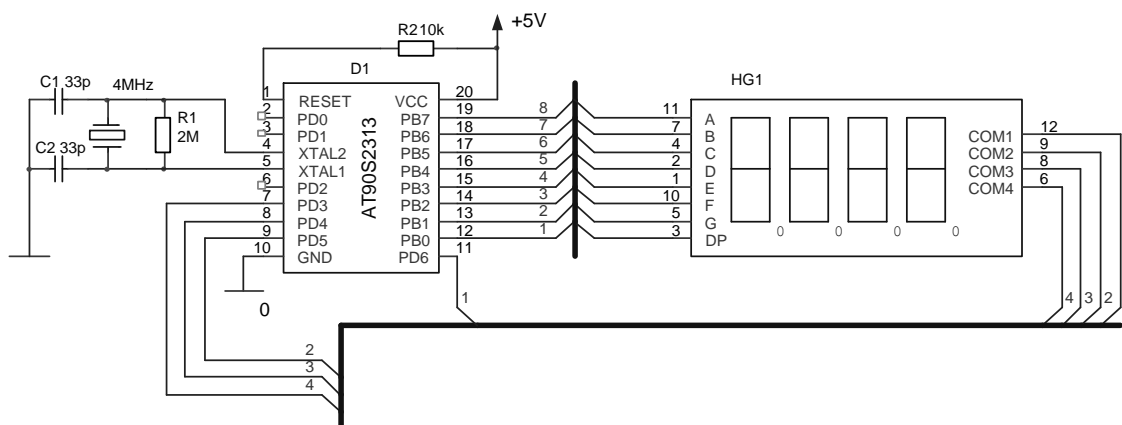 +5V
R210k
D1
HG1
C1 33p
4MHz
R1
2M
C2 33p
1
2
3
4
5
6
7
8
9
10
RESET
PD0
PD1
XTAL2
XTAL1
PD2
PD3
PD4
PD5
GND
AT90S2313
VCC
PB7
PB6
PB5
PB4
PB3
PB2
PB1
PB0
PD6
20
19
18
17
16
15
14
13
12
11
8
7
6
5
4
3
2
1
11
7
4
2
1
10
5
3
A
B
C
D
E
F
G
DP
0 0 0 0
COM1
COM2
COM3
COM4
12
9
8
6
0
1
4 3 2
2
3
4